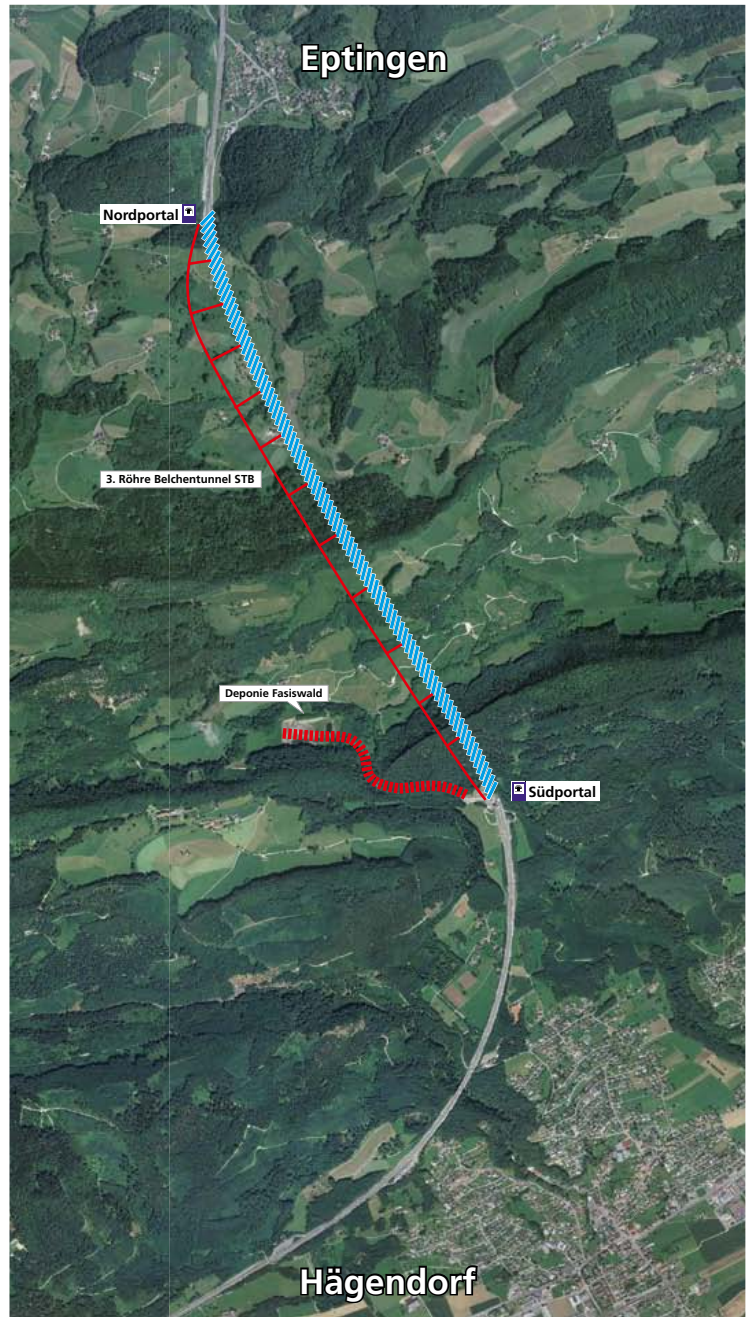 Eptingen
Nordportal
3. Röhre Belchentunnel STB
Deponie Fasiswald
Südportal
Hägendorf